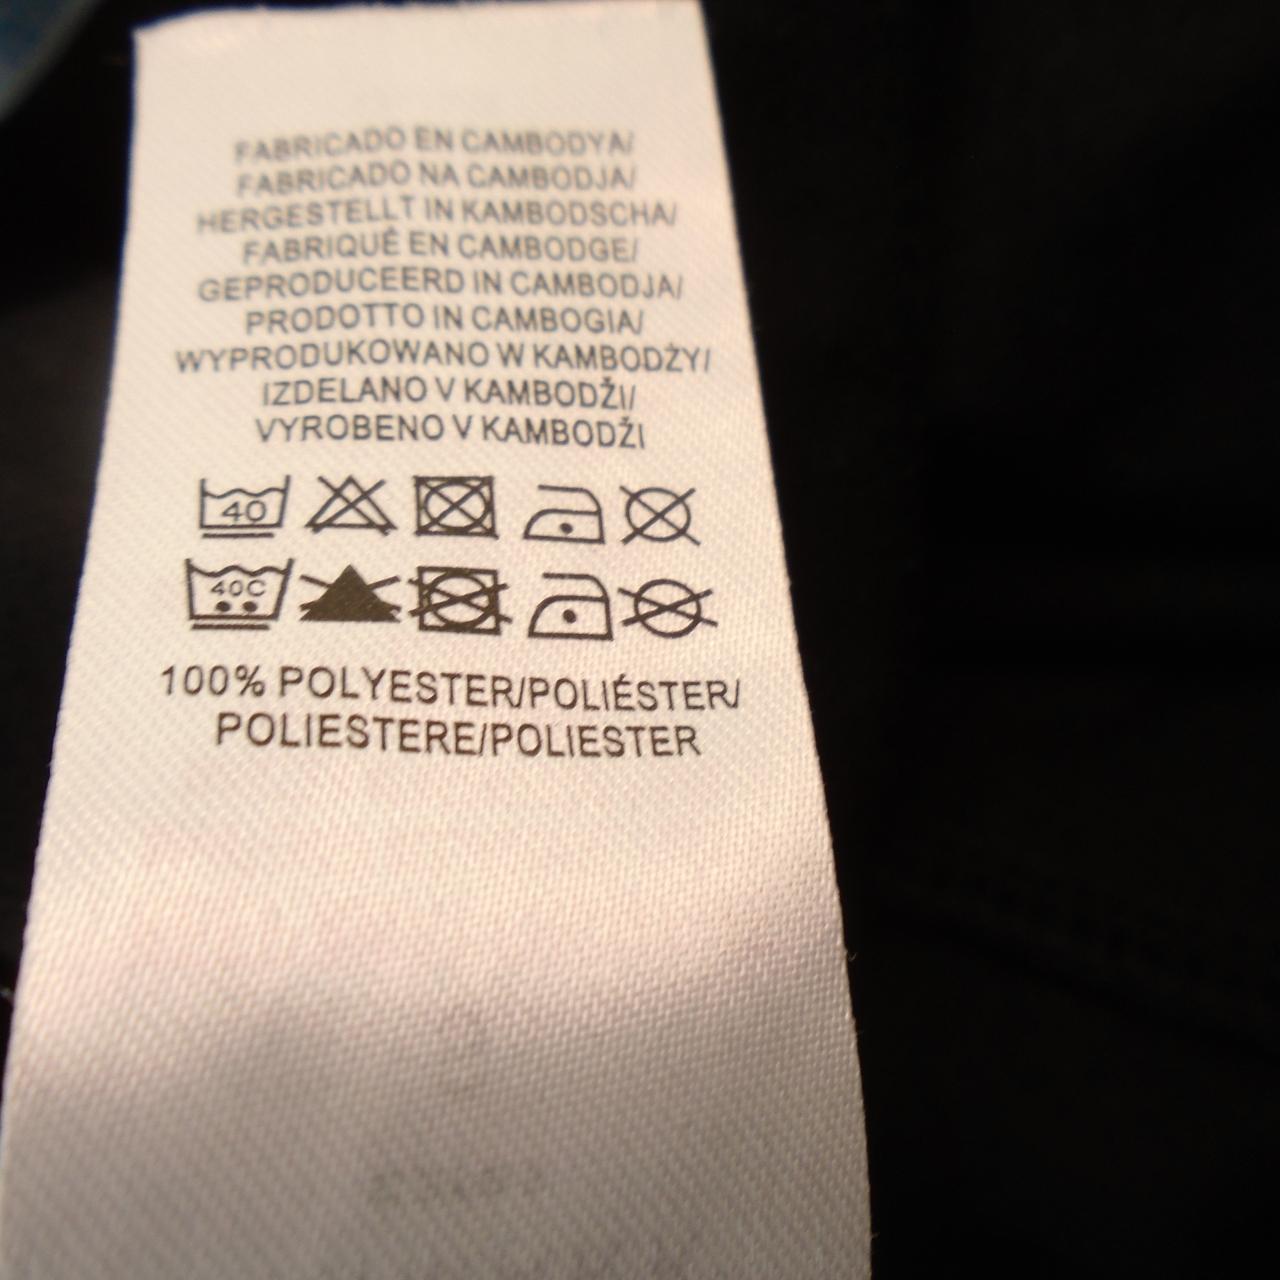 FABRICADO EN CAMBODYA/
FABRICADO NA CAMBODJA/
HERGESTELLT IN KAMBODSCHA/
FABRIQUÉ EN CAMBODGE/
GEPRODUCEERD IN CAMBODJA/
PRODOTTO IN CAMBOGIA/
WYPRODUKOWANO W KAMBODŻY/
IZDELANO V KAMBODŽI/
VYROBENO V KAMBODŽI
40
40C
100% POLYESTER/POLIÉSTER/
POLIESTERE/POLIESTER